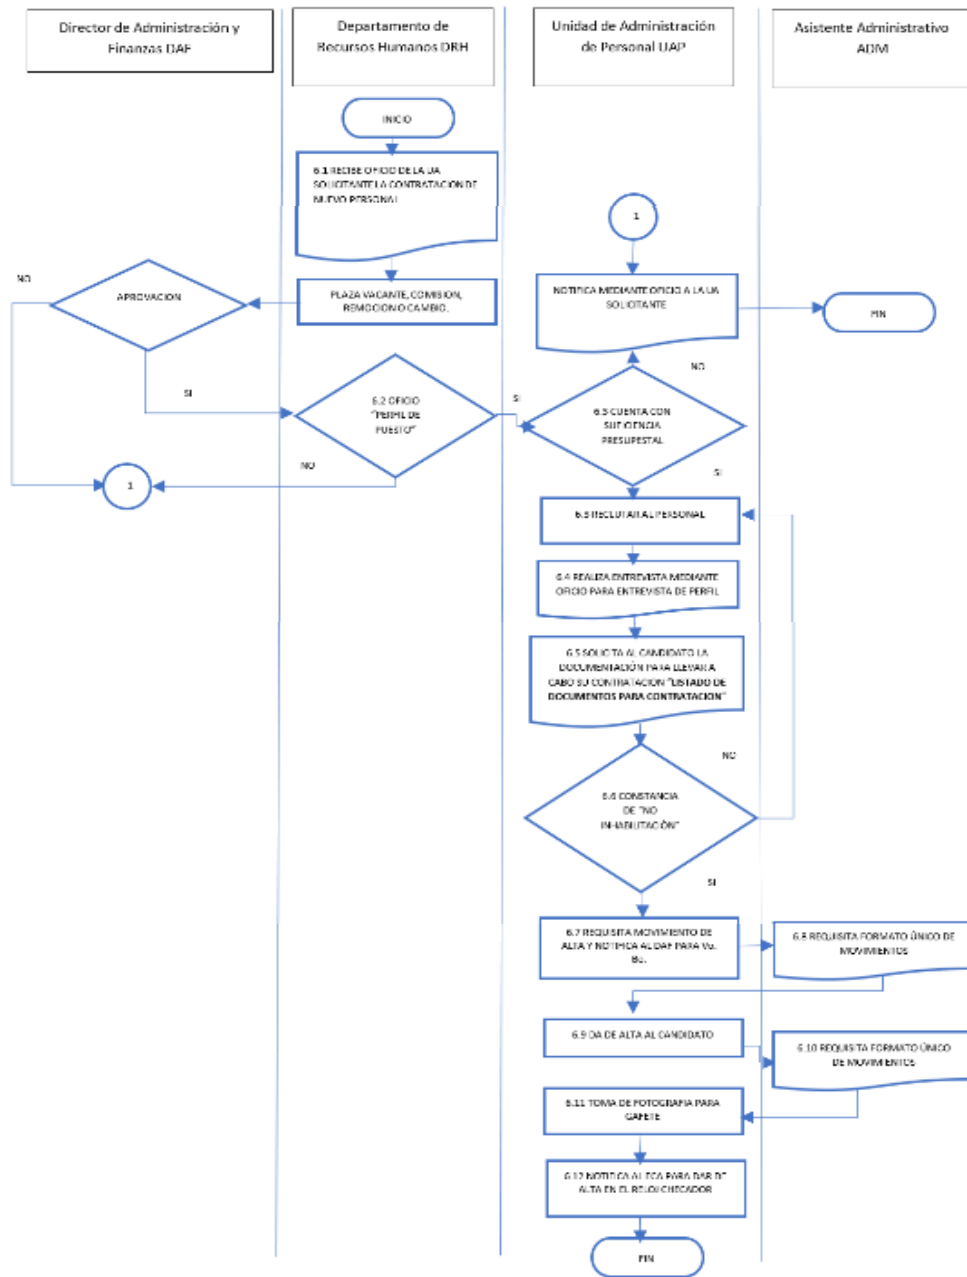 Director de Administración y
Finanzas DAF
Departamento de
Recursos Humanos DRH
Unidad de Administración
de Personal UAP
Asistente Administrativo
ADM
INICIO
6.1 RECIBE OFICIO DE LA UA
SOLICITANTE LA CONTRATACION DE
NUEVO PERSONAL
1
NO
APROVACION
PLAZA VACANTE, COMISION,
REMOCION O CAMBIO.
NOTIFICA MEDIANTE OFICIO A LA UA
SOLICITANTE
FIN
NO
SI
6.2 OFICIO
"PERFIL DE
PUESTO"
SI
6.3 CUENTA CON
SUFICIENCIA
PRESUPESTAL
NO
SI
1
6.3 RECLUTAR AL PERSONAL
6.4 REALIZA ENTREVISTA MEDIANTE
OFICIO PARA ENTREVISTA DE PERFIL
6.5 SOLICITA AL CANDIDATO LA
DOCUMENTACIÓN PARA LLEVAR A
CABO SU CONTRATACION "LISTADO DE
DOCUMENTOS PARA CONTRATACION"
NO
6.6 CONSTANCIA
DE "NO
INHABILITACIÓN"
SI
6.7 REQUISITA MOVIMIENTO DE
ALTA Y NOTIFICA AL DAF PARA Vo.
Bo.
6.8 REQUISITA FORMATO ÚNICO DE
MOVIMIENTOS
6.9 DA DE ALTA AL CANDIDATO
6.10 REQUISITA FORMATO ÚNICO
DE MOVIMIENTOS
6.11 TOMA DE FOTOGRAFIA PARA
GAFETE
6.12 NOTIFICA AL ECA PARA DAR DE
ALTA EN EL RELOJ CHECADOR
FIN